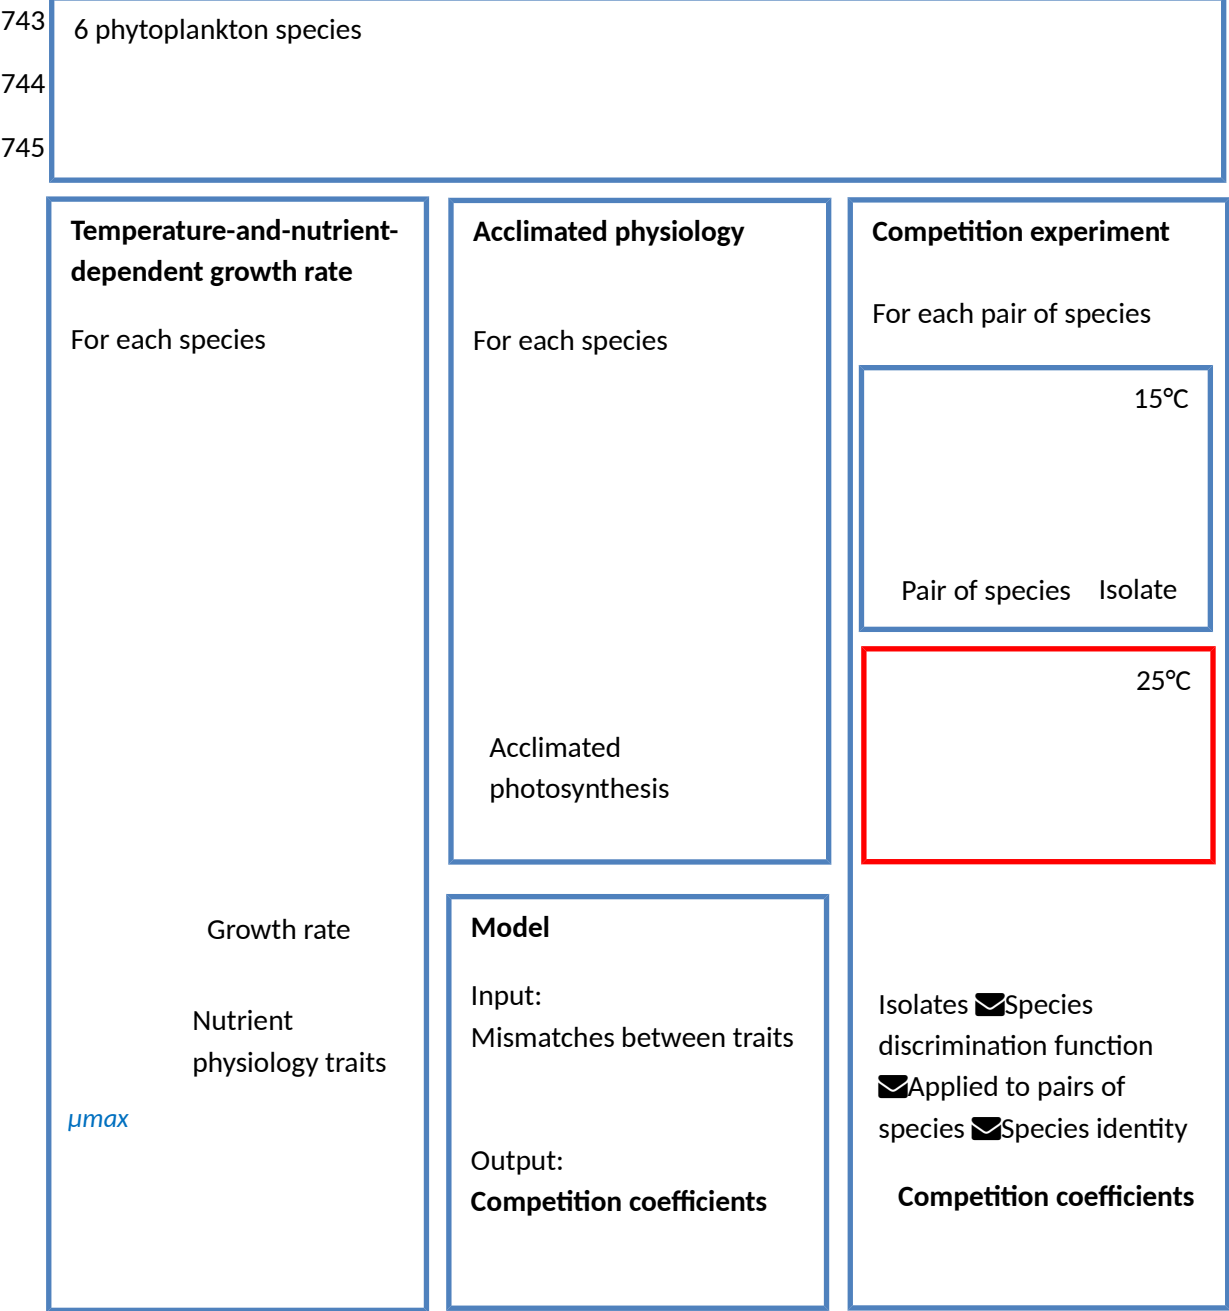 743
6 phytoplankton species
744
745
Temperature-and-nutrient-
dependent growth rate
For each species
Growth rate
Nutrient
physiology traits
μmax
Acclimated physiology
For each species
Acclimated
photosynthesis
Model
Input:
Mismatches between traits
Output:
Competition coefficients
Competition experiment
For each pair of species
15°C
Pair of species Isolate
25°C
Isolates Species
discrimination function
Applied to pairs of
species Species identity
Competition coefficients